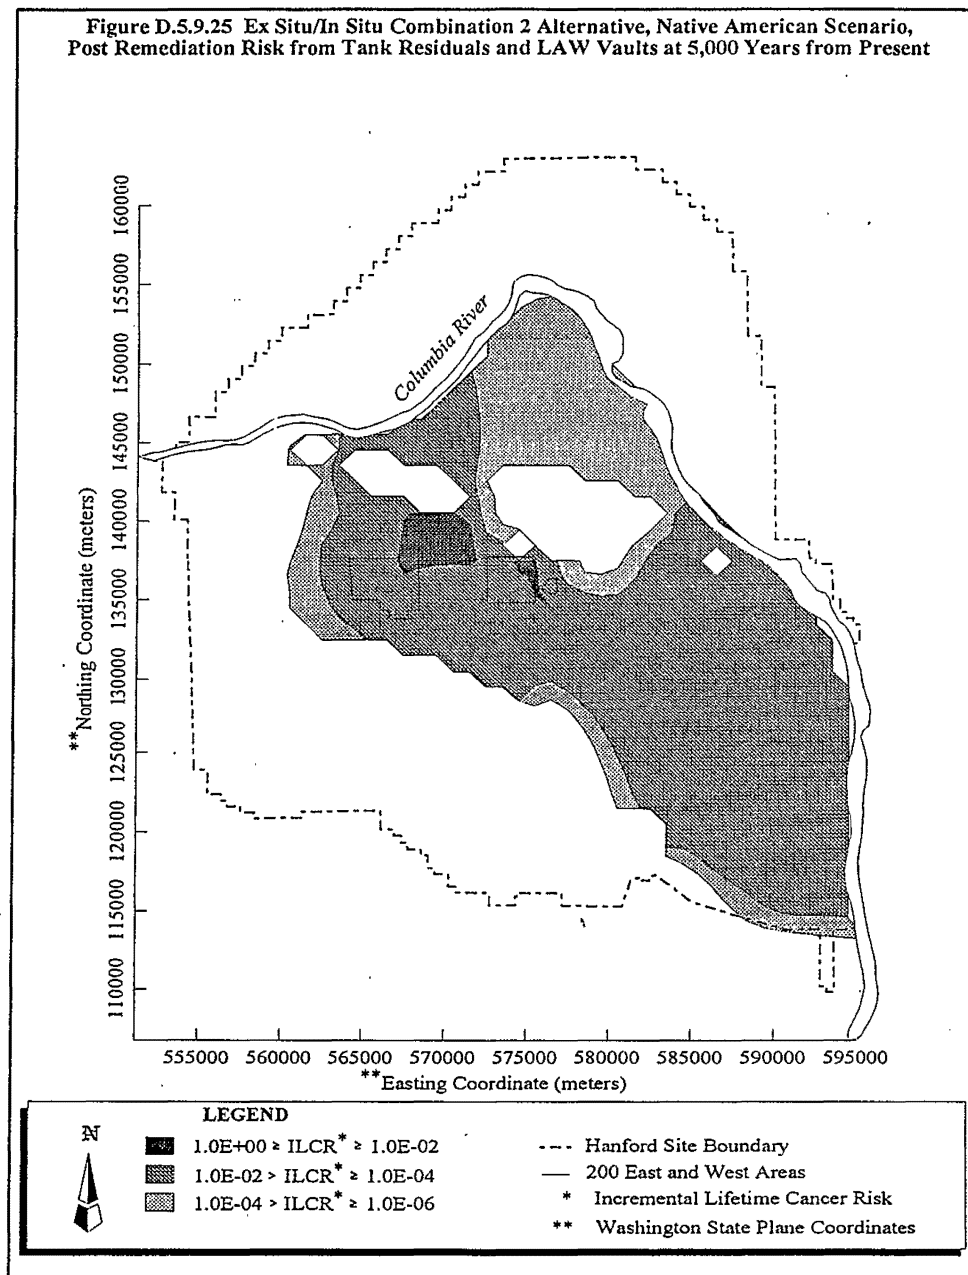 Figure D.5.9.25 Ex Situ/In Situ Combination 2 Alternative, Native American Scenario,
Post Remediation Risk from Tank Residuals and LAW Vaults at 5,000 Years from Present
160000
155000
150000
145000
140000
135000
130000
125000
120000
115000
110000
**Northing Coordinate (meters)
Columbia River
555000 560000 565000 570000 575000 580000 585000 590000 595000
**Easting Coordinate (meters)
LEGEND
N
1.0E+00 ≥ ILCR* ≥ 1.0E-02
1.0E-02 > ILCR* ≥ 1.0E-04
1.0E-04 > ILCR* ≥ 1.0E-06
--- Hanford Site Boundary
— 200 East and West Areas
* Incremental Lifetime Cancer Risk
** Washington State Plane Coordinates